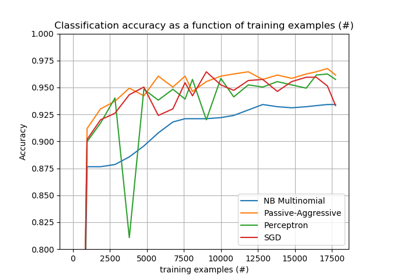 Classification accuracy as a function of training examples (#)
1.000
0.975
0.950
0.925
0.900
0.875
0.850
0.825
0.800
Accuracy
NB Multinomial
Passive-Aggressive
Perceptron
SGD
0 2500 5000 7500 10000 12500 15000 17500
training examples (#)